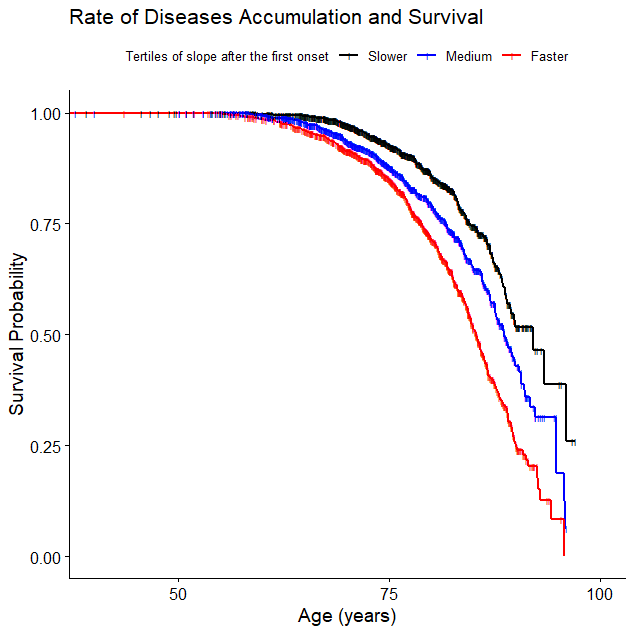 Rate of Diseases Accumulation and Survival
Tertiles of slope after the first onset Slower Medium Faster
1.00
0.75
0.50
0.25
0.00
Survival Probability
50 75 100
Age (years)